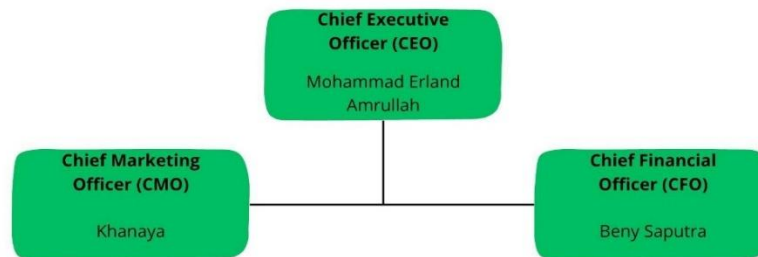 Chief Executive
Officer (CEO)
Mohammad Erland
Amrullah
Chief Marketing
Officer (CMO)
Khanaya
Chief Financial
Officer (CFO)
Beny Saputra